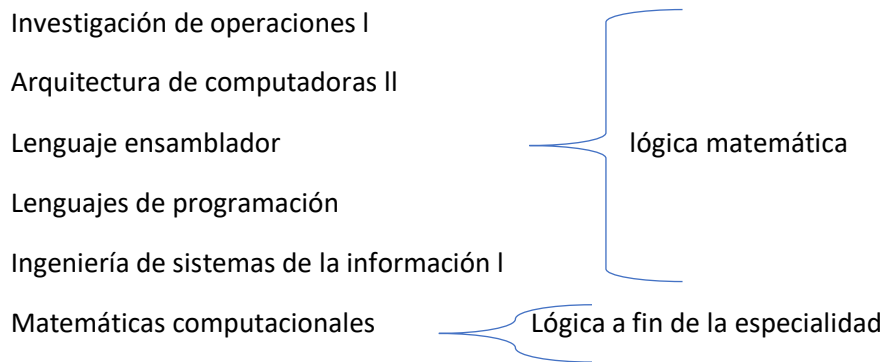 Investigación de operaciones l
Arquitectura de computadoras ll
Lenguaje ensamblador lógica matemática
Lenguajes de programación
Ingeniería de sistemas de la información l
Matemáticas computacionales Lógica a fin de la especialidad